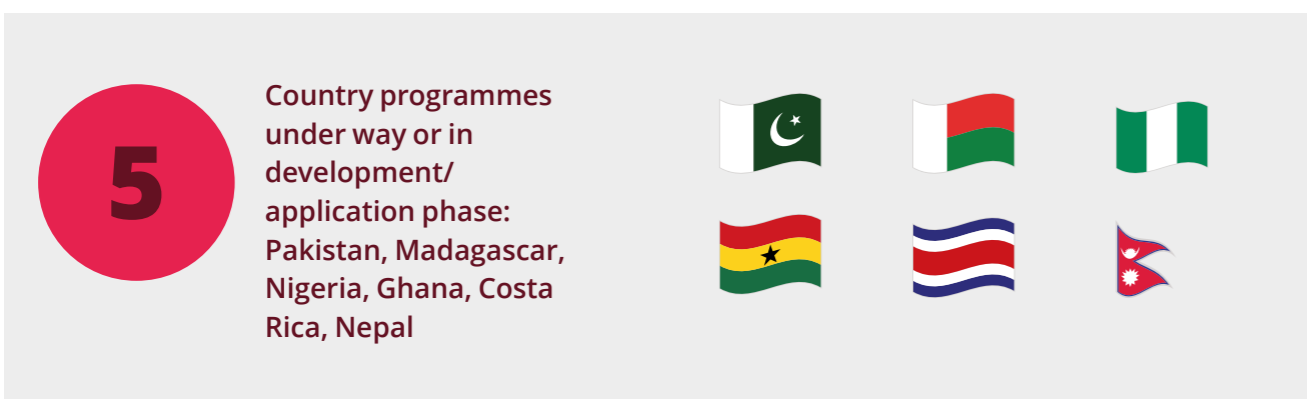 5
Country programmes
under way or in
development/
application phase:
Pakistan, Madagascar,
Nigeria, Ghana, Costa
Rica, Nepal